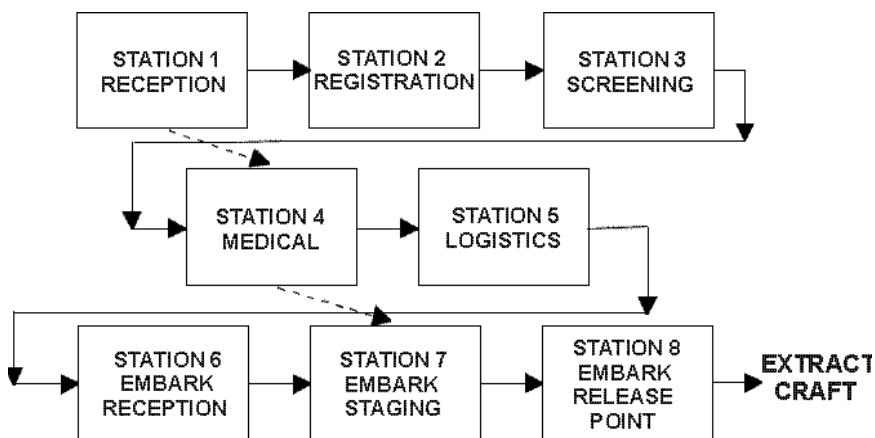 STATION 1
RECEPTION
STATION 2
REGISTRATION
STATION 3
SCREENING
STATION 4
MEDICAL
STATION 5
LOGISTICS
STATION 6
EMBARK
RECEPTION
STATION 7
EMBARK
STAGING
STATION 8
EMBARK
RELEASE
POINT
EXTRACT
CRAFT